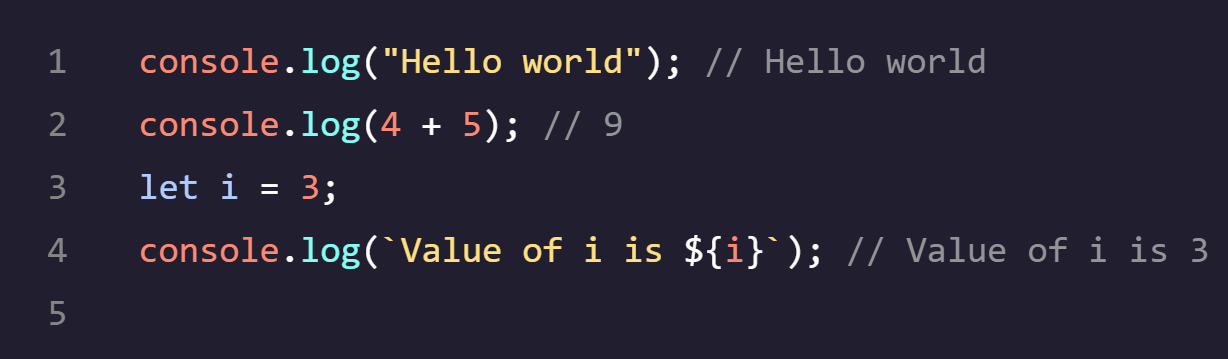 1 console.log("Hello world"); // Hello world
2 console.log(4 + 5); // 9
3 let i = 3;
4 console.log(`Value of i is ${i}`); // Value of i is 3
5